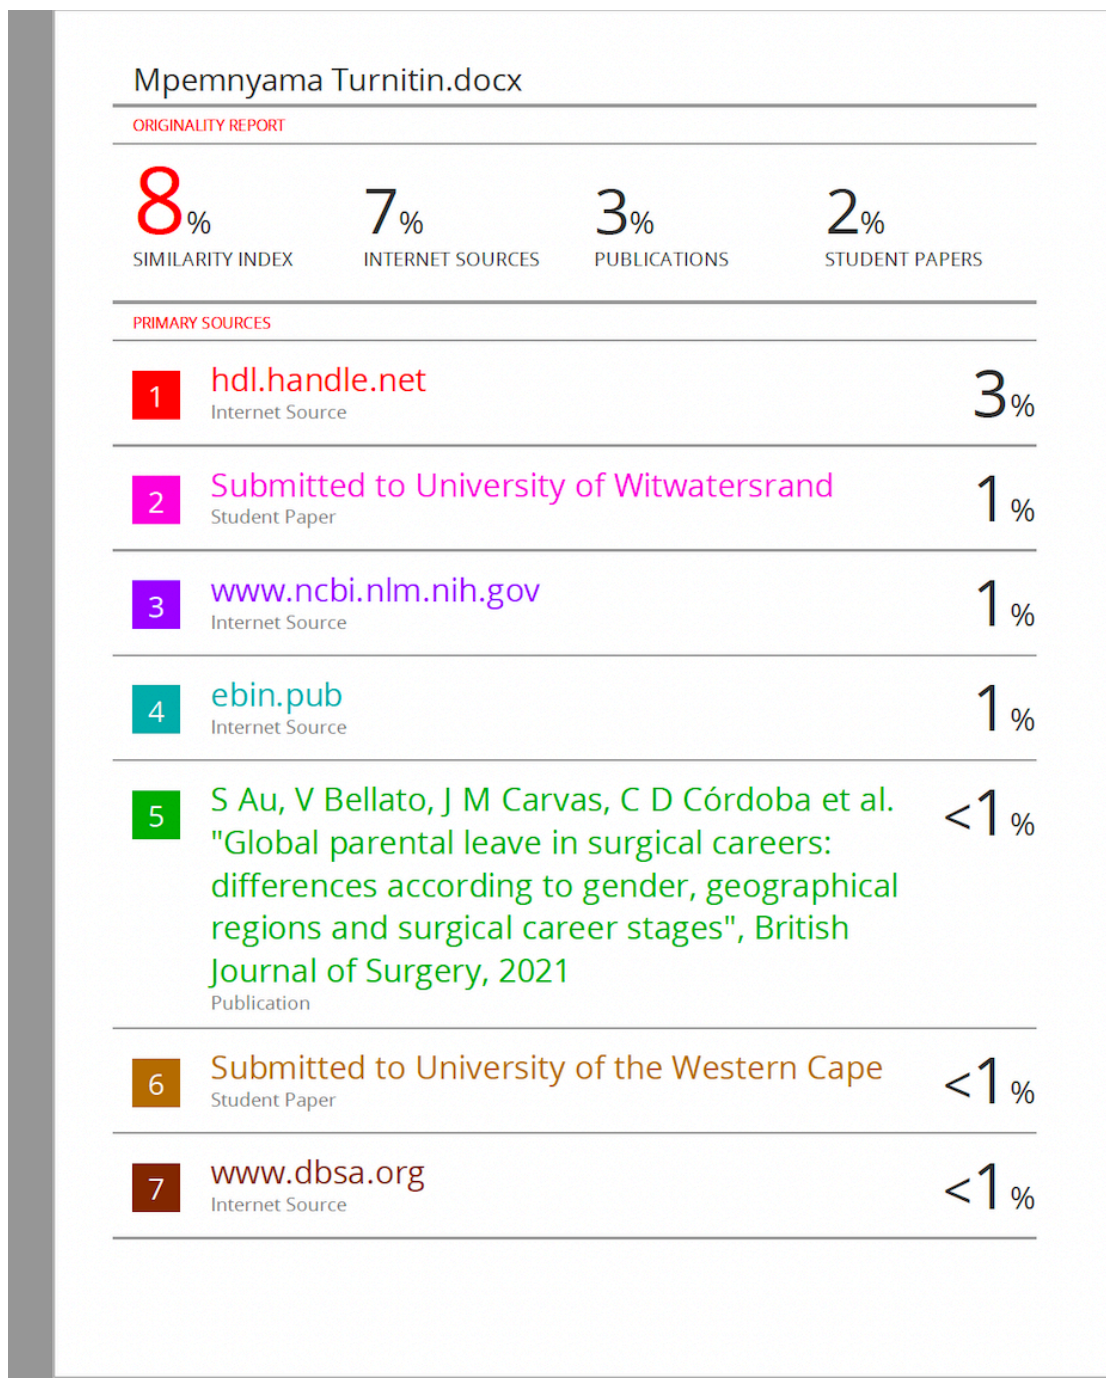 Mpemnyama Turnitin.docx
ORIGINALITY REPORT
8%
7%
3%
2%
SIMILARITY INDEX
INTERNET SOURCES
PUBLICATIONS
STUDENT PAPERS
PRIMARY SOURCES
1
hdl.handle.net
Internet Source
3%
2
Submitted to University of Witwatersrand
Student Paper
1%
3
www.ncbi.nlm.nih.gov
Internet Source
1%
4
ebin.pub
Internet Source
1%
5
S Au, V Bellato, J M Carvas, C D Córdoba et al.
"Global parental leave in surgical careers:
differences according to gender, geographical
regions and surgical career stages", British
Journal of Surgery, 2021
Publication
<1%
6
Submitted to University of the Western Cape
Student Paper
<1%
7
www.dbsa.org
Internet Source
<1%